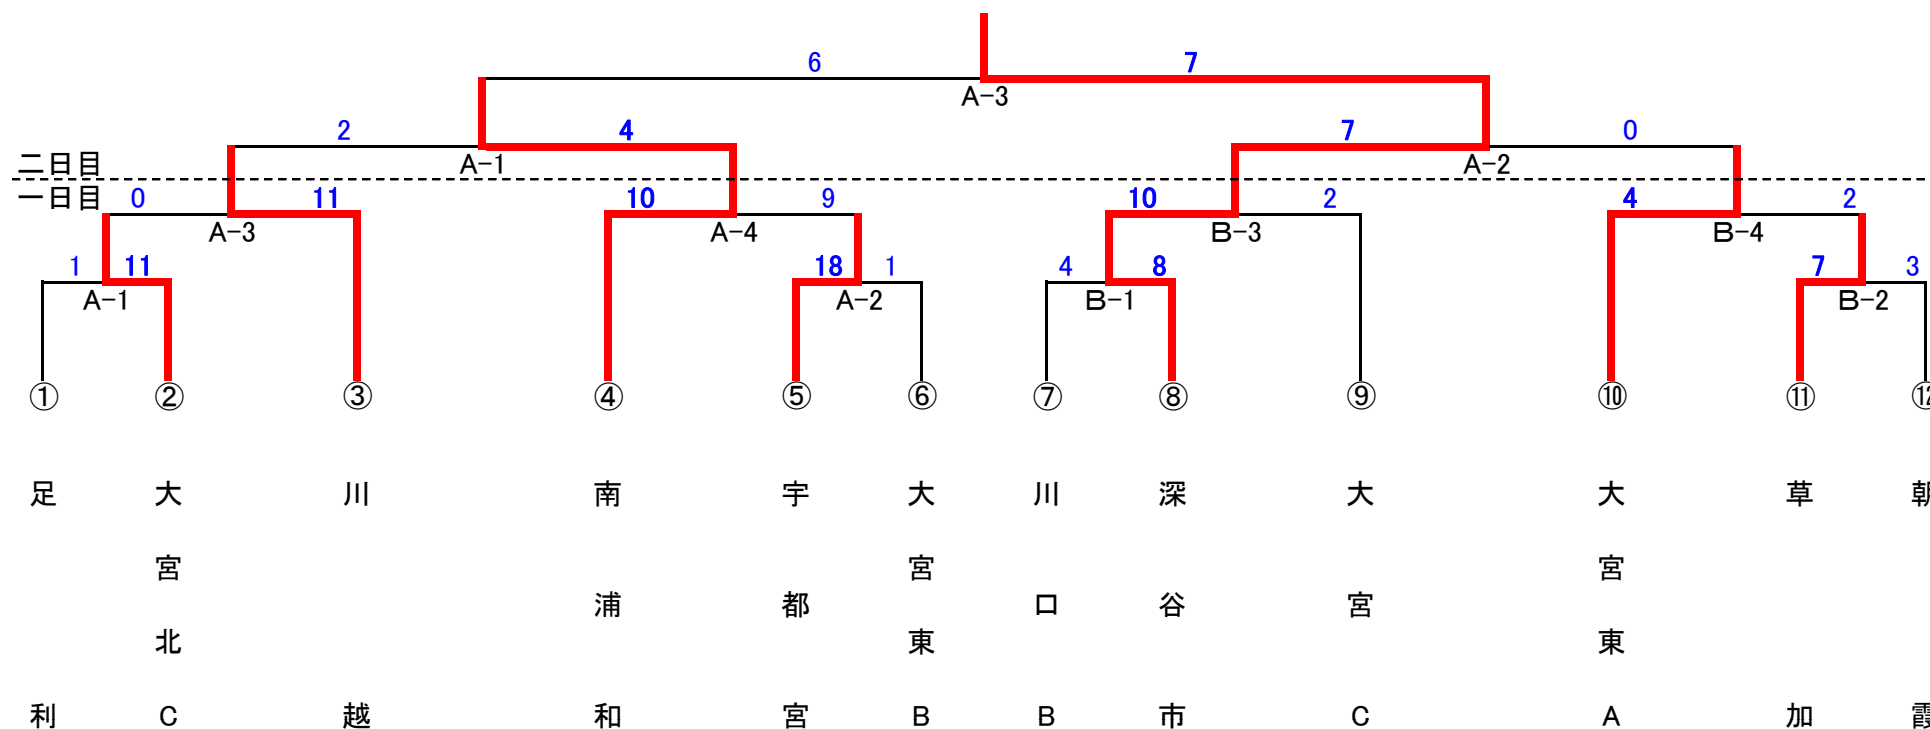 6 7
A-3
2 4 7 0
二日目 A-1 A-2
一日目 0 11 10 9 10 2 4 2
A-3 A-4 B-3 B-4
1 11 18 1 4 8 7 3
A-1 A-2 B-1 B-2
① ② ③ ④ ⑤ ⑥ ⑦ ⑧ ⑨ ⑩ ⑪ ⑫
足利
大宮北C
川越
南浦和
宇都宮
大宮東B
川口B
深谷市
大宮C
大宮東A
草加
朝霞